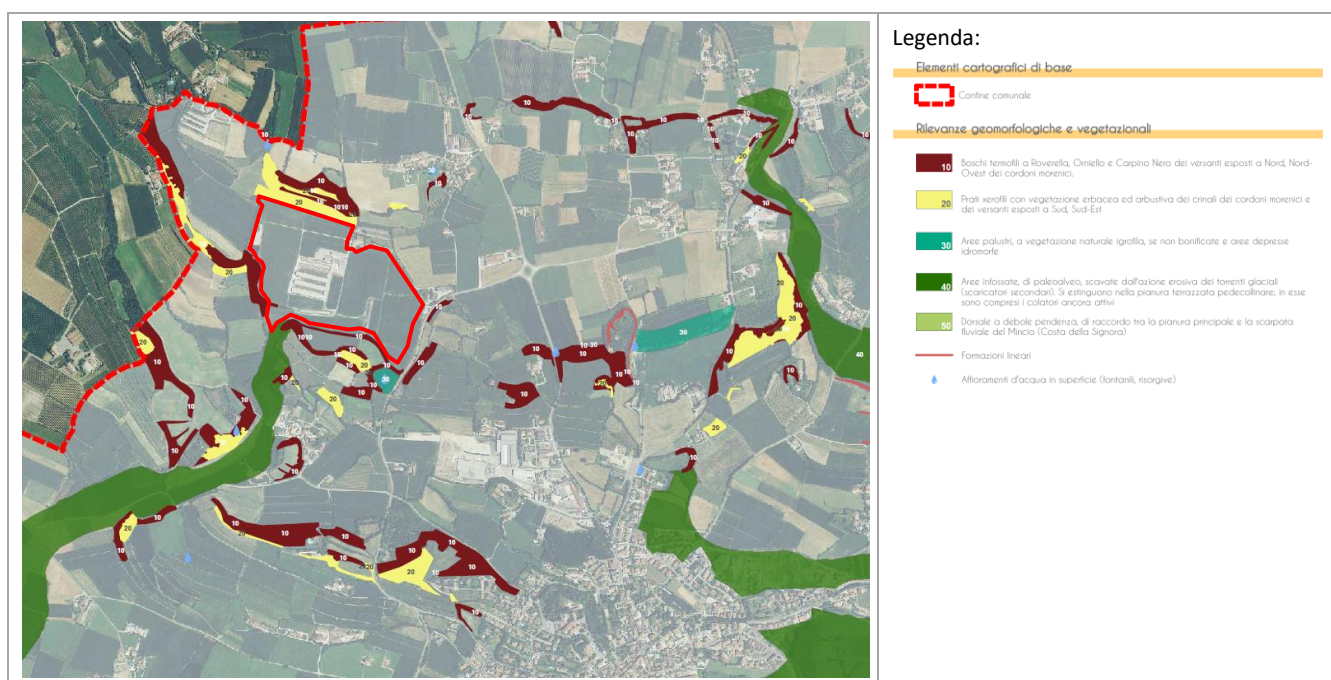 Legenda:
Elementi cartografici di base
Confine comunale
Rilevanze geomorfologiche e vegetazionali
10 Boschi termofili a Roverella, Orniello e Carpino Nero dei versanti esposti a Nord, Nord-
Ovest dei cordoni morenici.
20 Prati xerofili con vegetazione erbacea ed arbustiva dei crinali dei cordoni morenici e
dei versanti esposti a Sud, Sud-Est
30 Aree palustri, a vegetazione naturale igrofila, se non bonificate e aree depresse
idromorfe
40 Aree infossate, di paleoalveo, scavate dall'azione erosiva dei torrenti glaciali
(scaricatori secondari). Si estinguono nella pianura terrazzata pedecollinare; in esse
sono compresi i colatori ancora attivi
50 Dorsale a debole pendenza, di raccordo tra la pianura principale e la scarpata
fluviale del Mincio (Costa della Signora)
Formazioni lineari
Affioramenti d'acqua in superficie (fontanili, risorgive)